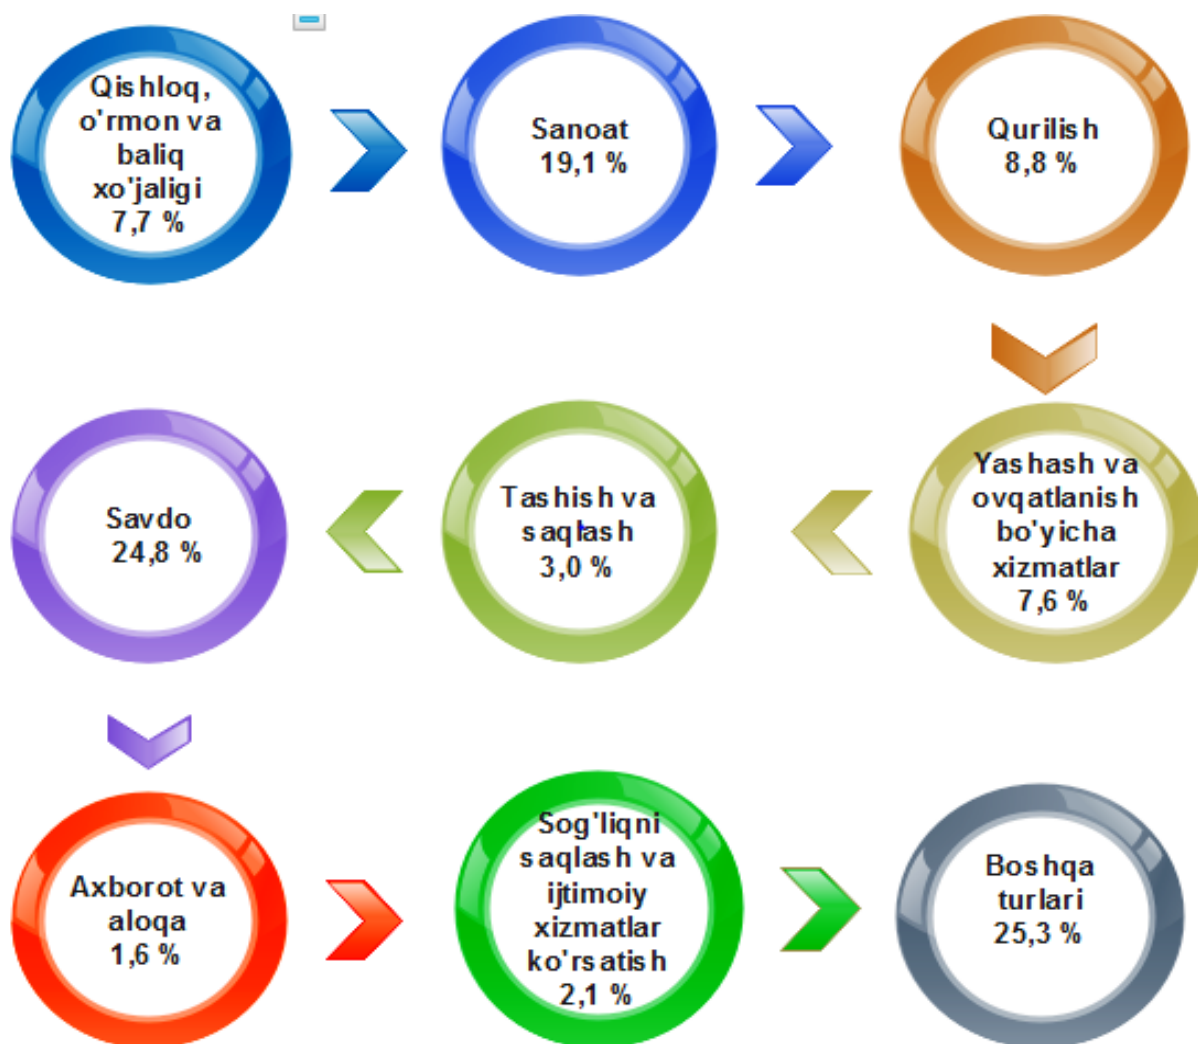 Qishloq,
o'rmon va
baliq
xo'jaligi
7,7 %
Sanoat
19,1 %
Qurilish
8,8 %
Yashash va
ovqatlanish
bo'yicha
xizmatlar
7,6 %
Tashish va
saqlash
3,0 %
Savdo
24,8 %
Axborot va
aloqa
1,6 %
Sog'liqni
saqlash va
ijtimoiy
xizmatlar
ko'rsatish
2,1 %
Boshqa
turlari
25,3 %